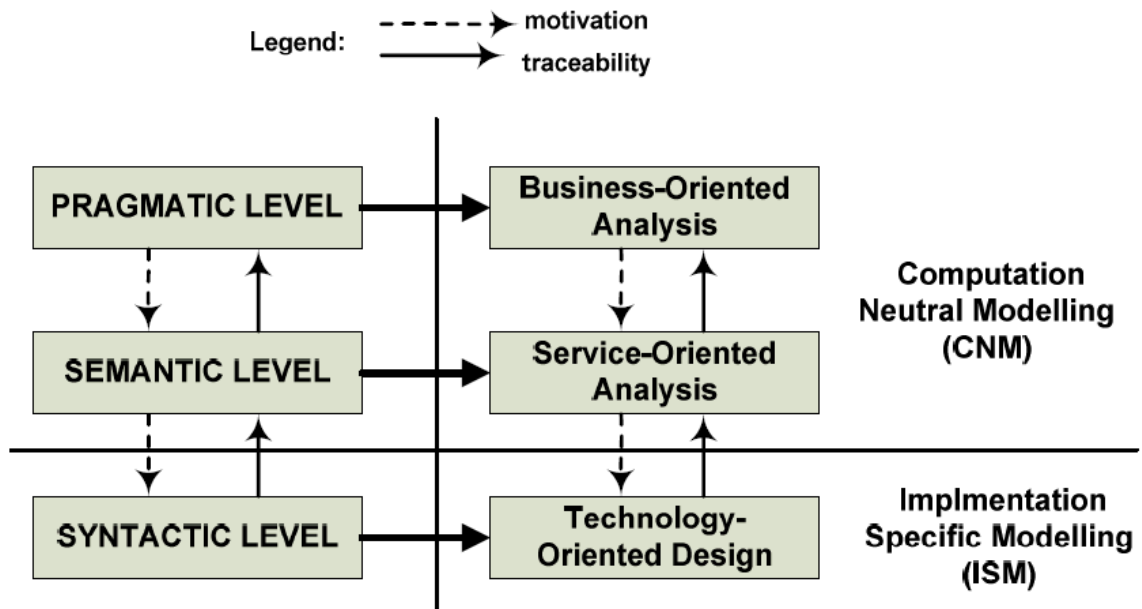 Legend:
motivation
traceability
PRAGMATIC LEVEL
Business-Oriented
Analysis
Computation
Neutral Modelling
(CNM)
SEMANTIC LEVEL
Service-Oriented
Analysis
SYNTACTIC LEVEL
Technology-
Oriented Design
Implmentation
Specific Modelling
(ISM)